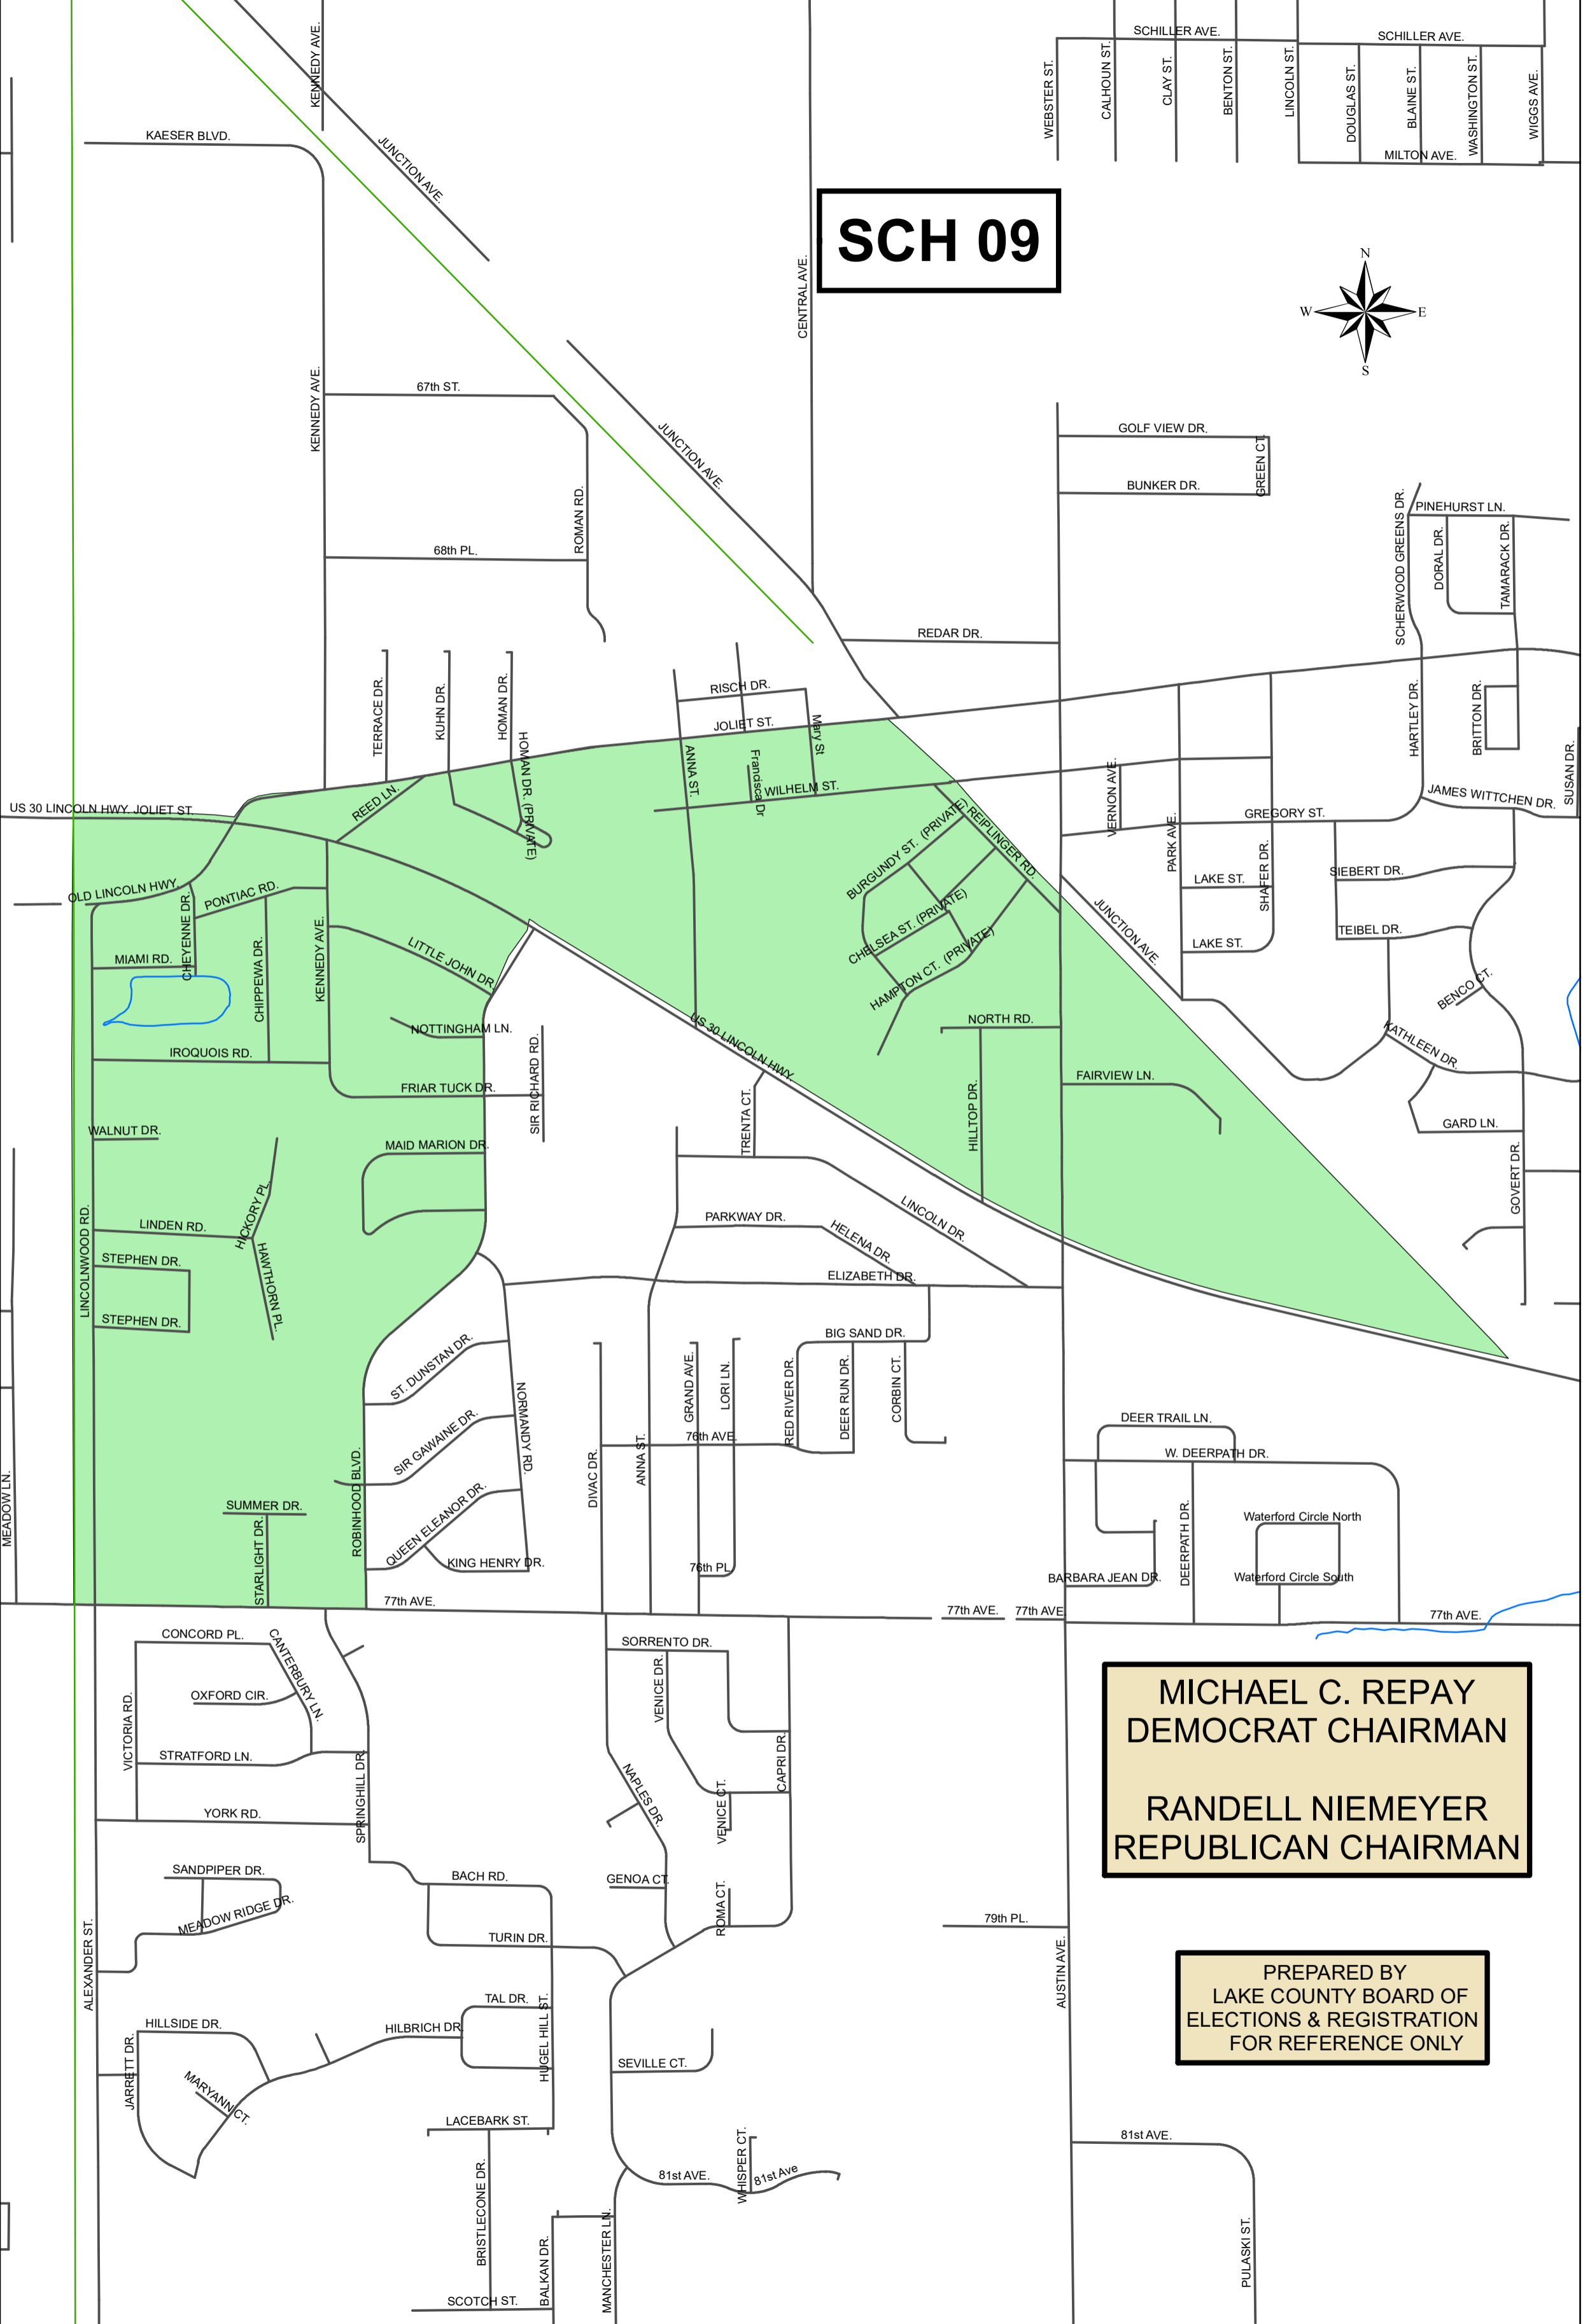 KENNEDY AVE.
SCHILLER AVE.
SCHILLER AVE.
WEBSTER ST.
CALHOUN ST.
CLAY ST.
BENTON ST.
LINCOLN ST.
DOUGLAS ST.
BLAINE ST.
WASHINGTON ST.
WIGGS AVE.
KAESER BLVD.
JUNCTION AVE.
MILTON AVE.
SCH 09
CENTRAL AVE.
N
W
E
S
67th ST.
KENNEDY AVE.
JUNCTION AVE.
GOLF VIEW DR.
GREEN CT.
BUNKER DR.
ROMAN RD.
68th PL.
SCHERWOOD GREENS DR.
PINEHURST LN.
DORAL DR.
TAMARACK DR.
REDAR DR.
TERRACE DR.
KUHN DR.
HOMAN DR.
HOMAN DR. (PRIVATE)
RISCH DR.
JOLIET ST.
Mary St
ANNA ST.
Francisca Dr
WILHELM ST.
HARTLEY DR.
BRITTON DR.
SUSAN DR.
JAMES WITTCHEN DR.
US 30 LINCOLN HWY. JOLIET ST.
REED LN.
VERNON AVE.
PARK AVE.
GREGORY ST.
SHAFER DR.
BURGUNDY ST. (PRIVATE)
REIPLINGER RD.
CHELSEA ST. (PRIVATE)
HAMPTON CT. (PRIVATE)
JUNCTION AVE.
LAKE ST.
LAKE ST.
SIEBERT DR.
TEIBEL DR.
BENCO CT.
KATHLEEN DR.
GARD LN.
GOVERT DR.
OLD LINCOLN HWY.
CHEYENNE DR.
PONTIAC RD.
MIAMI RD.
CHIPPEWA DR.
KENNEDY AVE.
LITTLE JOHN DR.
NOTTINGHAM LN.
IROQUOIS RD.
FRIAR TUCK DR.
SIR RICHARD RD.
US 30 LINCOLN HWY.
NORTH RD.
HILLTOP DR.
FAIRVIEW LN.
WALNUT DR.
MAID MARION DR.
TRENTA CT.
LINCOLNWOOD RD.
HICKORY PL.
LINDEN RD.
HAWTHORN PL.
STEPHEN DR.
STEPHEN DR.
PARKWAY DR.
HELENA DR.
LINCOLN DR.
ELIZABETH DR.
BIG SAND DR.
ST. DUNSTAN DR.
SIR GAWAINE DR.
NORMANDY RD.
QUEEN ELEANOR DR.
KING HENRY DR.
ROBINHOOD BLVD.
SUMMER DR.
STARLIGHT DR.
MEADOW LN.
DIVAC DR.
ANNA ST.
GRAND AVE.
LORI LN.
76th AVE.
76th PL.
RED RIVER DR.
DEER RUN DR.
CORBIN CT.
DEER TRAIL LN.
W. DEERPATH DR.
DEERPATH DR.
Waterford Circle North
Waterford Circle South
BARBARA JEAN DR.
77th AVE.
77th AVE.
77th AVE.
77th AVE.
CONCORD PL.
CANTERBURY LN.
OXFORD CIR.
VICTORIA RD.
STRATFORD LN.
SPRINGHILL DR.
YORK RD.
SORRENTO DR.
VENICE DR.
CAPRI DR.
NAPLES DR.
VENICE CT.
GENOA CT.
ROMA CT.
MICHAEL C. REPAY
DEMOCRAT CHAIRMAN
RANDELL NIEMEYER
REPUBLICAN CHAIRMAN
SANDPIPER DR.
MEADOW RIDGE DR.
BACH RD.
TURIN DR.
ALEXANDER ST.
79th PL.
AUSTIN AVE.
PREPARED BY
LAKE COUNTY BOARD OF
ELECTIONS & REGISTRATION
FOR REFERENCE ONLY
HILLSIDE DR.
JARRETT DR.
MARYANN CT.
HILBRICH DR.
TAL DR.
HUGEL HILL ST.
SEVILLE CT.
LACEBARK ST.
BRISTLECONE DR.
BALKAN DR.
MANCHESTER LN.
SCOTCH ST.
WHISPER CT.
81st AVE.
81st Ave
81st AVE.
PULASKI ST.